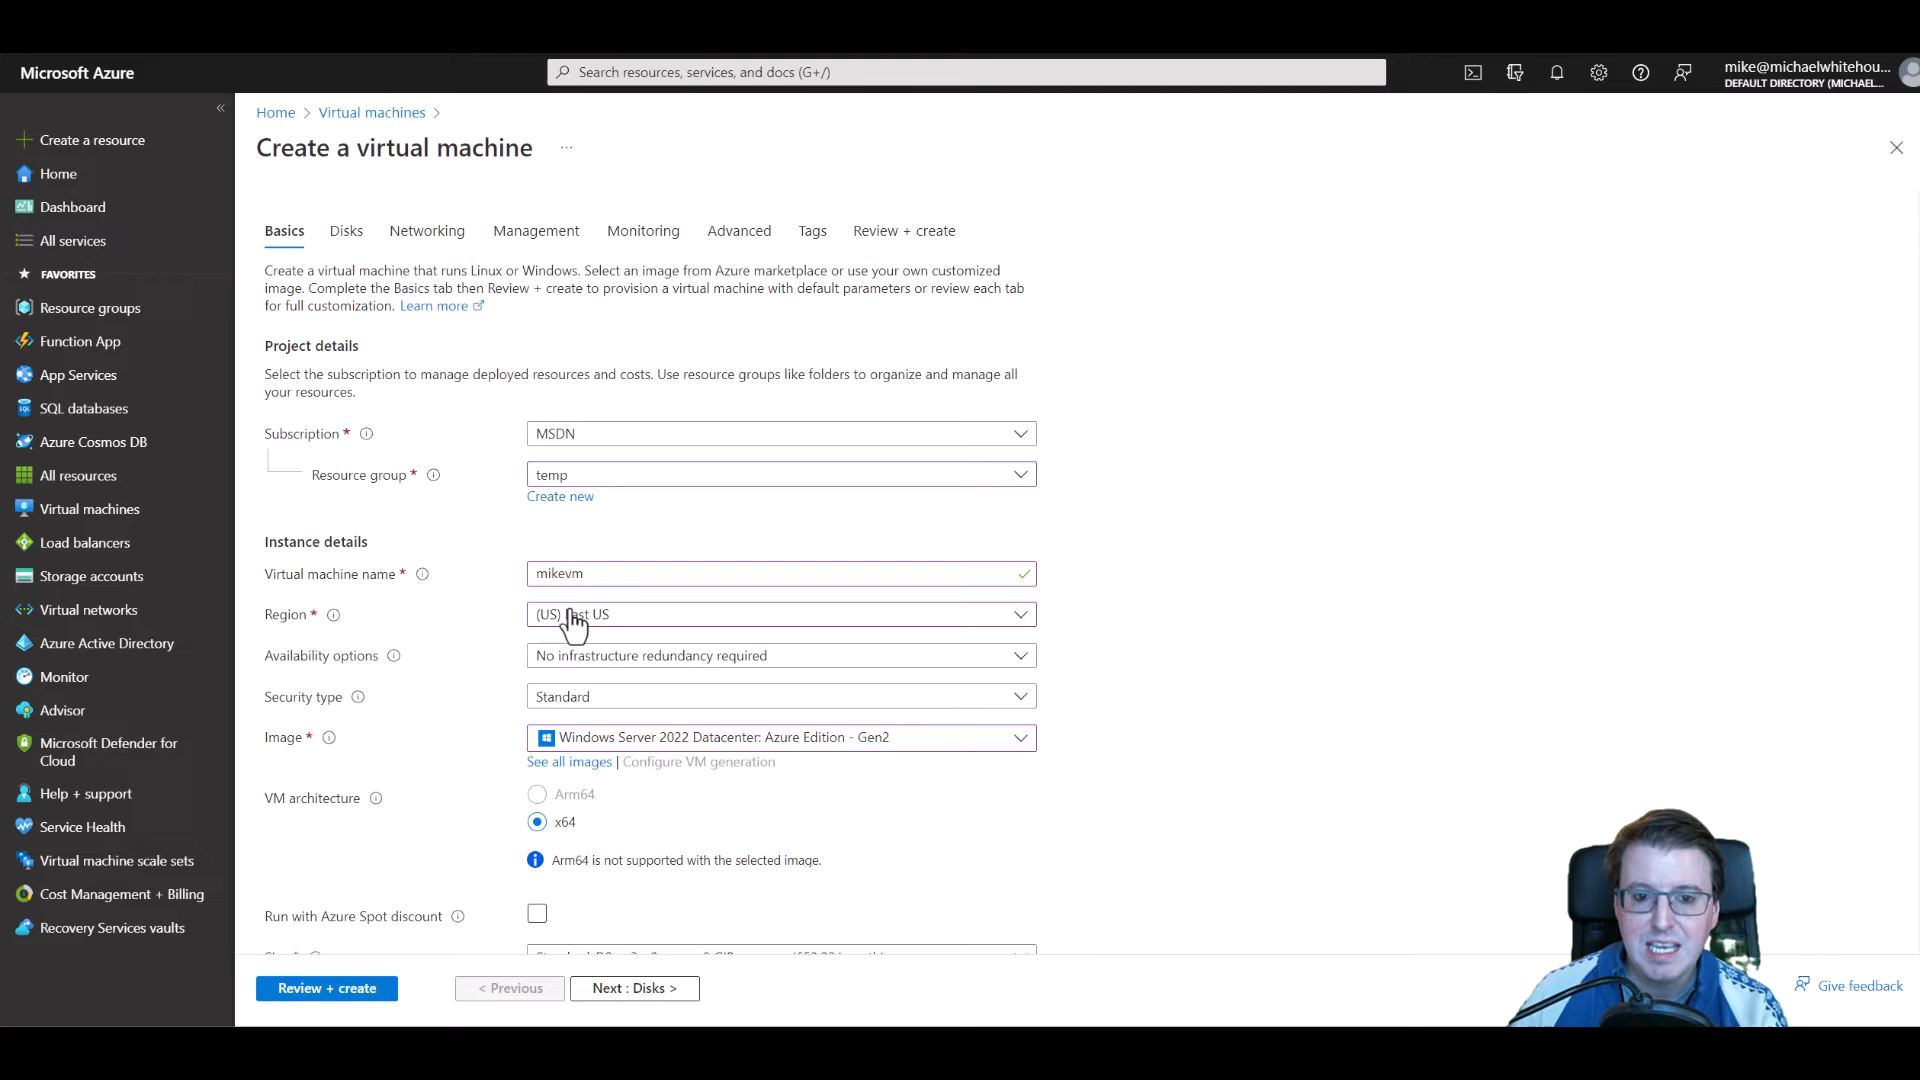 Microsoft Azure
Search resources, services, and docs (G+/)
mike@michaelwhitehou...
DEFAULT DIRECTORY (MICHAEL...
Create a resource
Home
Dashboard
All services
FAVORITES
Resource groups
Function App
App Services
SQL databases
Azure Cosmos DB
All resources
Virtual machines
Load balancers
Storage accounts
Virtual networks
Azure Active Directory
Monitor
Advisor
Microsoft Defender for
Cloud
Help + support
Service Health
Virtual machine scale sets
Cost Management + Billing
Recovery Services vaults
Home > Virtual machines >
Create a virtual machine ...
Basics Disks Networking Management Monitoring Advanced Tags Review + create
Create a virtual machine that runs Linux or Windows. Select an image from Azure marketplace or use your own customized
image. Complete the Basics tab then Review + create to provision a virtual machine with default parameters or review each tab
for full customization. Learn more
Project details
Select the subscription to manage deployed resources and costs. Use resource groups like folders to organize and manage all
your resources.
Subscription * MSDN
Resource group * temp
Create new
Instance details
Virtual machine name * mikevm
Region * (US) East US
Availability options No infrastructure redundancy required
Security type Standard
Image * Windows Server 2022 Datacenter: Azure Edition - Gen2
See all images | Configure VM generation
VM architecture Arm64
x64
Arm64 is not supported with the selected image.
Run with Azure Spot discount
Review + create < Previous Next : Disks >
Give feedback